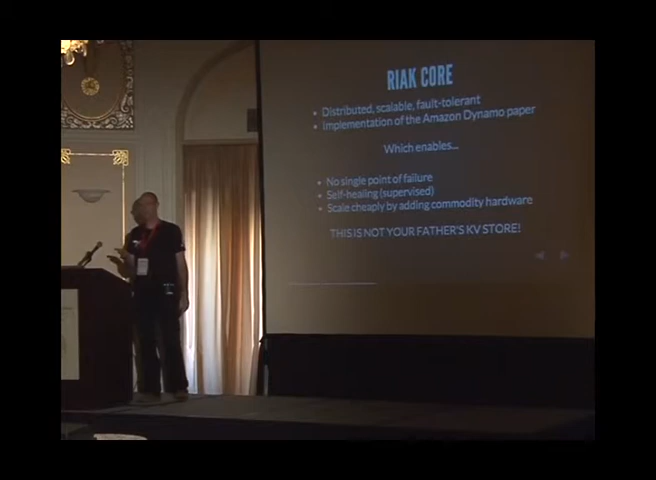 RIAK CORE
Distributed, scalable, fault-tolerant
Implementation of the Amazon Dynamo paper
Which enables...
No single point of failure
Self-healing (supervised)
Scale cheaply by adding commodity hardware
THIS IS NOT YOUR FATHER'S KV STORE!